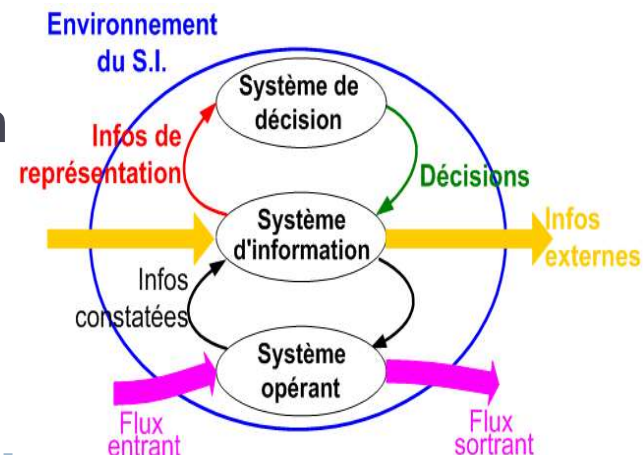 Environnement
du S.I.
Système de
décision
Infos de
représentation
Décisions
Système
d'information
Infos
externes
Infos
constatées
Système
opérant
Flux
entrant
Flux
sortrant